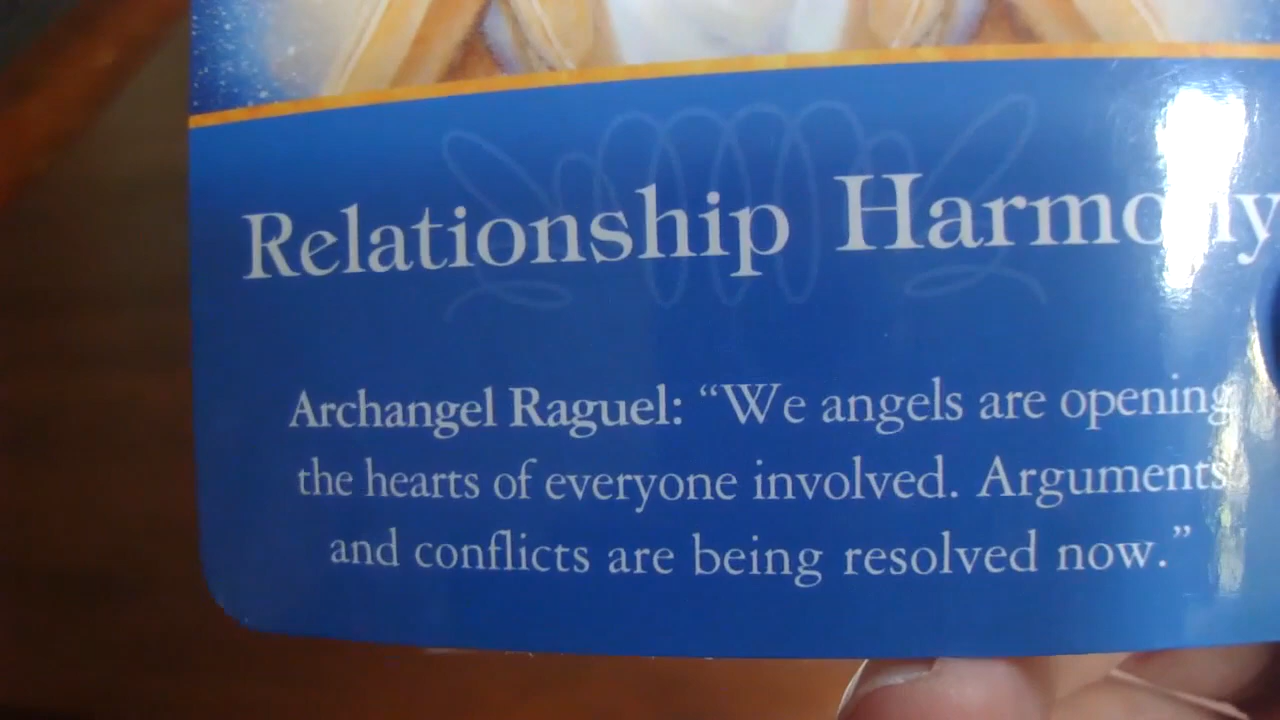 Relationship Harmony
Archangel Raguel: “We angels are opening
the hearts of everyone involved. Arguments
and conflicts are being resolved now.”